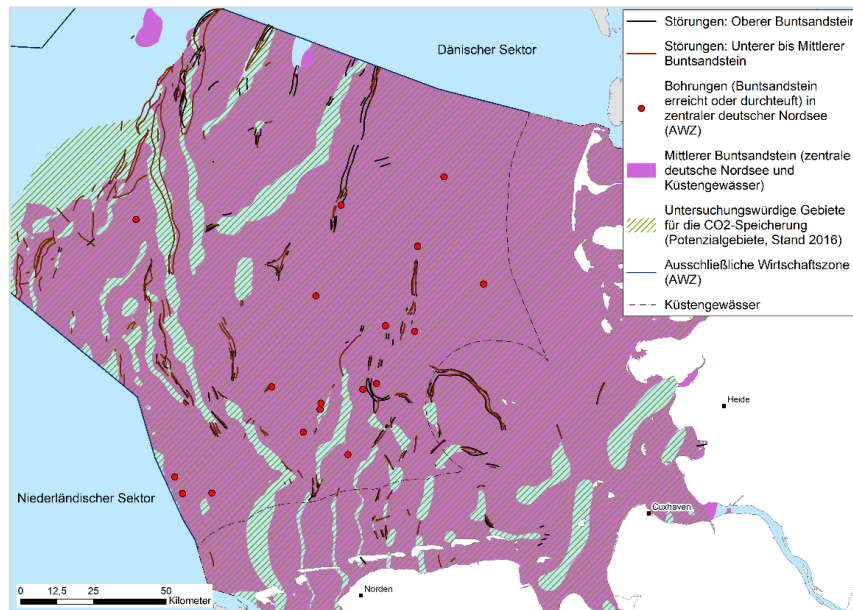 Dänischer Sektor
Störungen: Oberer Buntsandstein
Störungen: Unterer bis Mittlerer
Buntsandstein
Bohrungen (Buntsandstein
erreicht oder durchteuft) in
zentraler deutscher Nordsee
(AWZ)
Mittlerer Buntsandstein (zentrale
deutsche Nordsee und
Küstengewässer)
Untersuchungswürdige Gebiete
für die CO2-Speicherung
(Potenzialgebiete, Stand 2016)
Ausschließliche Wirtschaftszone
(AWZ)
Küstengewässer
Heide
Niederländischer Sektor
Cuxhaven
Norden
0 12,5 25 50
Kilometer